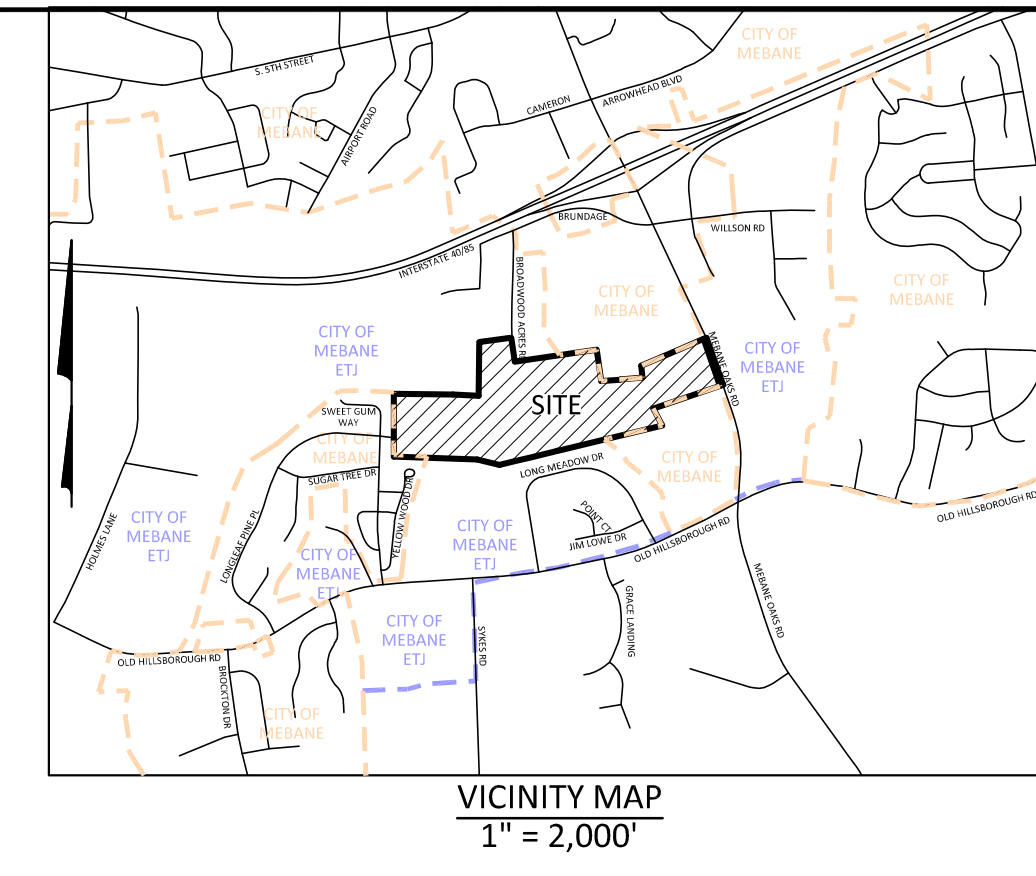 CITY OF
MEBANE
S. 5TH STREET
CAMERON
ARROWHEAD BLVD
CITY OF
MEBANE
AIRPORT ROAD
BRUNDAGE
WILLSON RD
INTERSTATE 40/85
BROADWOOD ACRES RD
CITY OF
MEBANE
CITY OF
MEBANE
CITY OF
MEBANE
ETJ
MEBANE OAKS RD
CITY OF
MEBANE
ETJ
SITE
SWEET GUM
WAY
CITY OF
MEBANE
SUGAR TREE DR
LONG MEADOW DR
CITY OF
MEBANE
YELLOW WOOD DR
OLD HILLSBOROUGH RD
HOLMES LANE
CITY OF
MEBANE
ETJ
LONGLEAF PINE PL
CITY OF
MEBANE
ETJ
CITY OF
MEBANE
ETJ
POINT CT
JIM LOWE DR
OLD HILLSBOROUGH RD
MEBANE OAKS RD
GRACE LANDING
CITY OF
MEBANE
ETJ
SYKES RD
OLD HILLSBOROUGH RD
BROCKTON DR
CITY OF
MEBANE
VICINITY MAP
1" = 2,000'